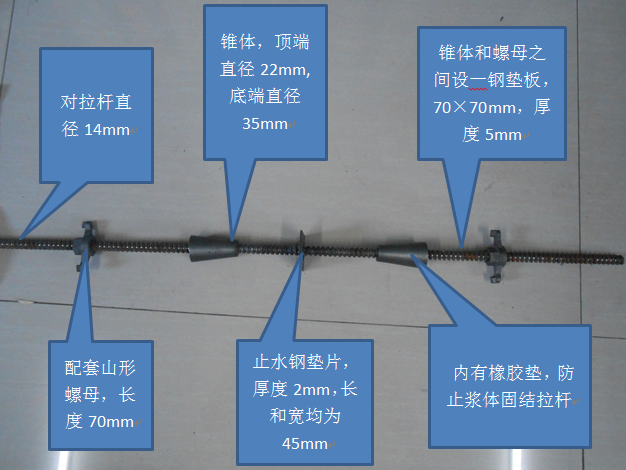 对拉杆直
径 14mm
锥体，顶端
直径 22mm,
底端直径
35mm
锥体和螺母之
间设一钢垫板，
70×70mm，厚
度 5mm
配套山形
螺母，长
度 70mm
止水钢垫片，
厚度 2mm，长
和宽均为
45mm
内有橡胶垫，防
止浆体固结拉杆